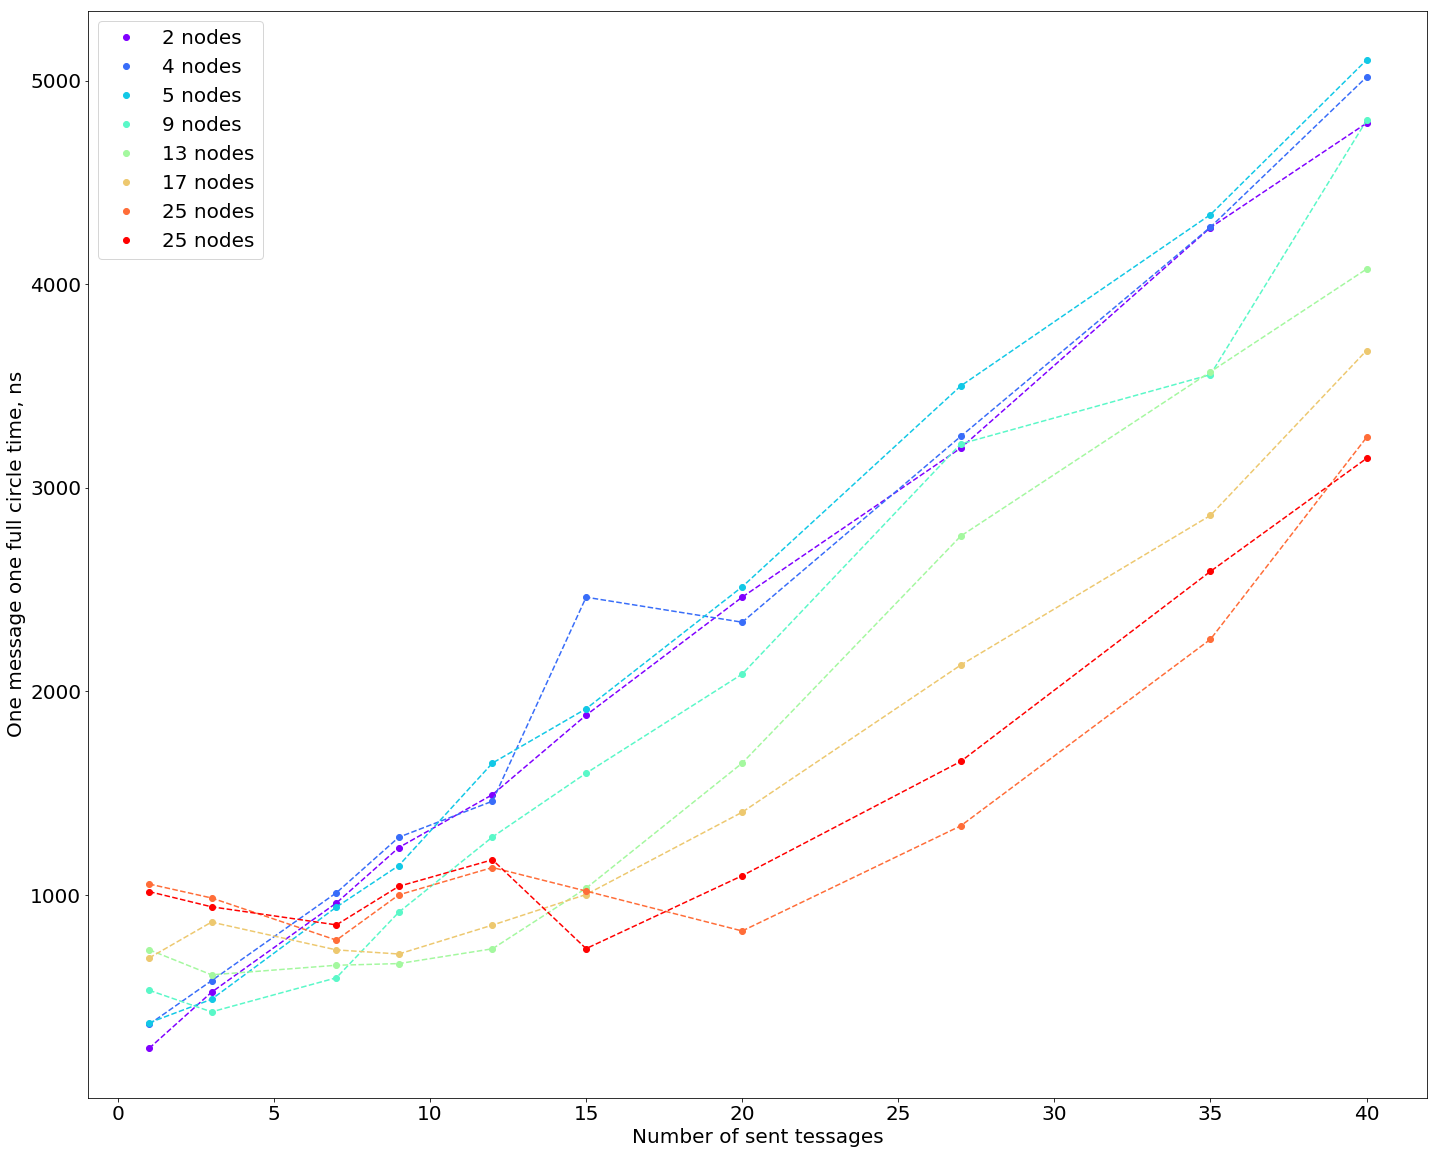 2 nodes
4 nodes
5 nodes
9 nodes
13 nodes
17 nodes
25 nodes
25 nodes
5000
4000
3000
2000
1000
One message one full circle time, ns
0 5 10 15 20 25 30 35 40
Number of sent tessages